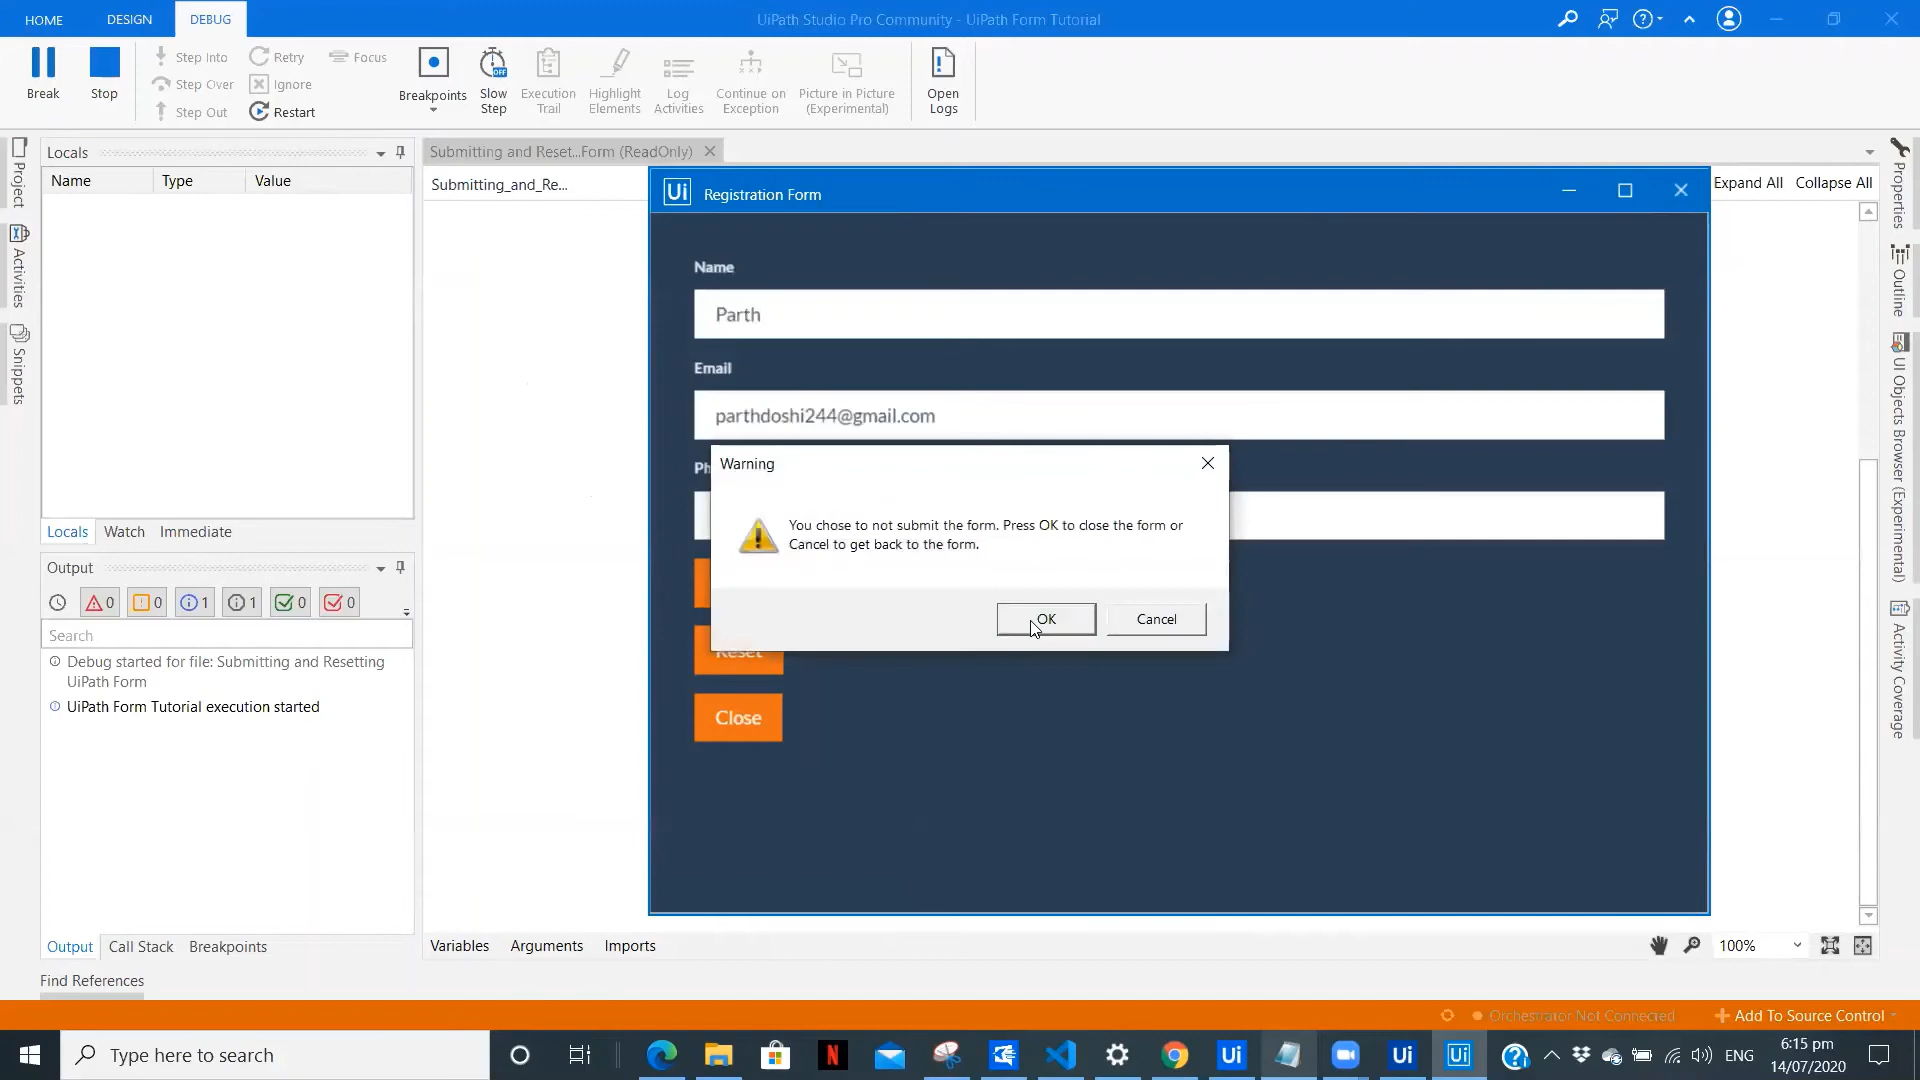 HOME
DESIGN
DEBUG
UiPath Studio Pro Community - UiPath Form Tutorial
Break
Stop
Step Into
Step Over
Step Out
Retry
Ignore
Restart
Focus
Breakpoints
Slow
Step
Execution
Trail
Highlight
Elements
Log
Activities
Continue on
Exception
Picture in Picture
(Experimental)
Open
Logs
Project
Activities
Snippets
Locals
Name
Type
Value
Locals
Watch
Immediate
Output
0
0
1
1
0
0
Search
Debug started for file: Submitting and Resetting
UiPath Form
UiPath Form Tutorial execution started
Output
Call Stack
Breakpoints
Find References
Submitting and Reset...Form (ReadOnly)
Submitting_and_Re...
Expand All
Collapse All
Ui
Registration Form
Name
Parth
Email
parthdoshi244@gmail.com
Ph
Warning
You chose to not submit the form. Press OK to close the form or
Cancel to get back to the form.
OK
Cancel
Reset
Close
Variables
Arguments
Imports
100%
Properties
Outline
UI Objects Browser (Experimental)
Activity Coverage
Orchestrator Not Connected
Add To Source Control
Type here to search
N
Ui
Ui
Ui
ENG
6:15 pm
14/07/2020